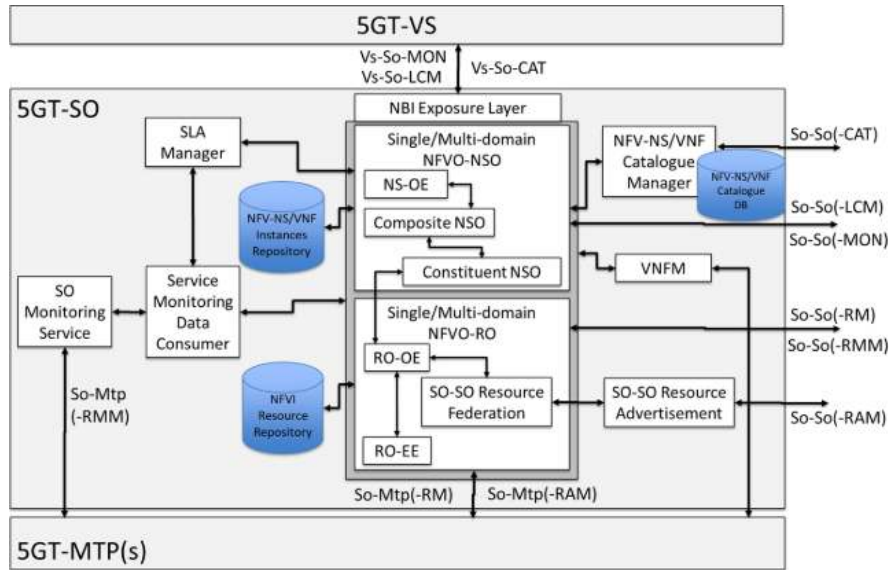 5GT-VS
Vs-So-MON
Vs-So-LCM
Vs-So-CAT
5GT-SO
NBI Exposure Layer
SLA
Manager
Single/Multi-domain
NFVO-NSO
NS-OE
Composite NSO
Constituent NSO
NFV-NS/VNF
Catalogue
Manager
NFV-NS/VNF
Catalogue
DB
So-So(-CAT)
NFV-NS/VNF
Instances
Repository
So-So(-LCM)
So-So(-MON)
VNFM
SO
Monitoring
Service
Service
Monitoring
Data
Consumer
Single/Multi-domain
NFVO-RO
RO-OE
SO-SO Resource
Federation
RO-EE
So-So(-RM)
So-So(-RMM)
So-Mtp
(-RMM)
NFVI
Resource
Repository
SO-SO Resource
Advertisement
So-So(-RAM)
So-Mtp(-RM)
So-Mtp(-RAM)
5GT-MTP(s)